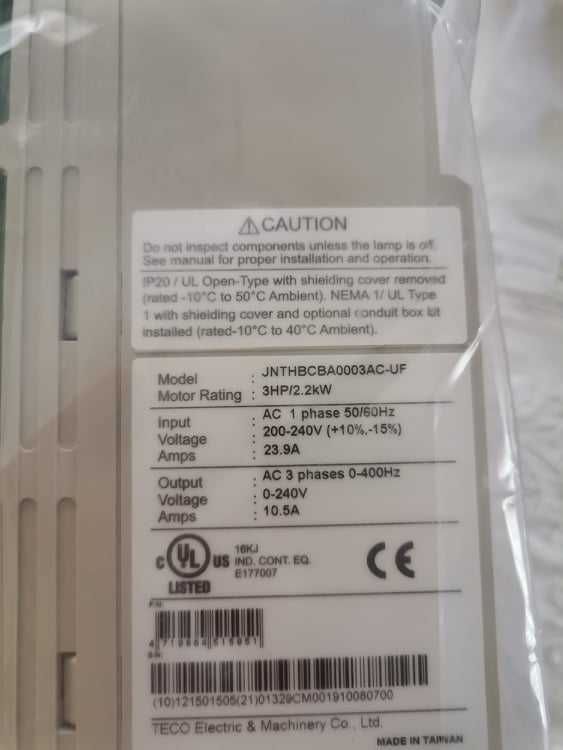 ⚠CAUTION
Do not inspect components unless the lamp is off.
See manual for proper installation and operation.
IP20 / UL Open-Type with shielding cover removed
(rated -10°C to 50°C Ambient). NEMA 1/ UL Type
1 with shielding cover and optional conduit box kit
installed (rated-10°C to 40°C Ambient).
Model : JNTHBCBA0003AC-UF
Motor Rating : 3HP/2.2kW
Input : AC 1 phase 50/60Hz
Voltage : 200-240V (+10%,-15%)
Amps : 23.9A
Output : AC 3 phases 0-400Hz
Voltage : 0-240V
Amps : 10.5A
C UL US
LISTED
16KJ
IND. CONT. EQ.
E177007
CE
P/N:
4 719864 515951
S/N:
(10)121501505(21)01329CM001910080700
TECO Electric & Machinery Co., Ltd.
MADE IN TAIWAN